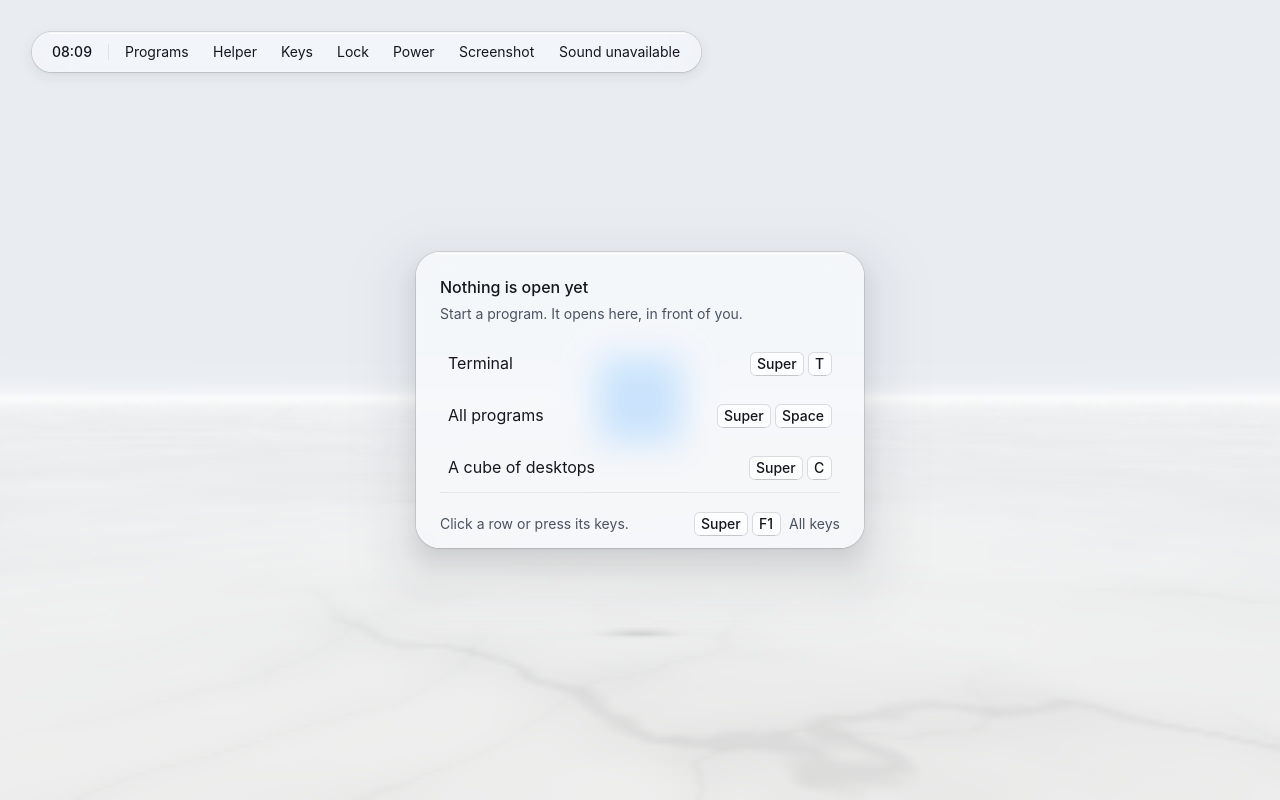 08:09 Programs Helper Keys Lock Power Screenshot Sound unavailable
Nothing is open yet
Start a program. It opens here, in front of you.
Terminal Super T
All programs Super Space
A cube of desktops Super C
Click a row or press its keys. Super F1 All keys